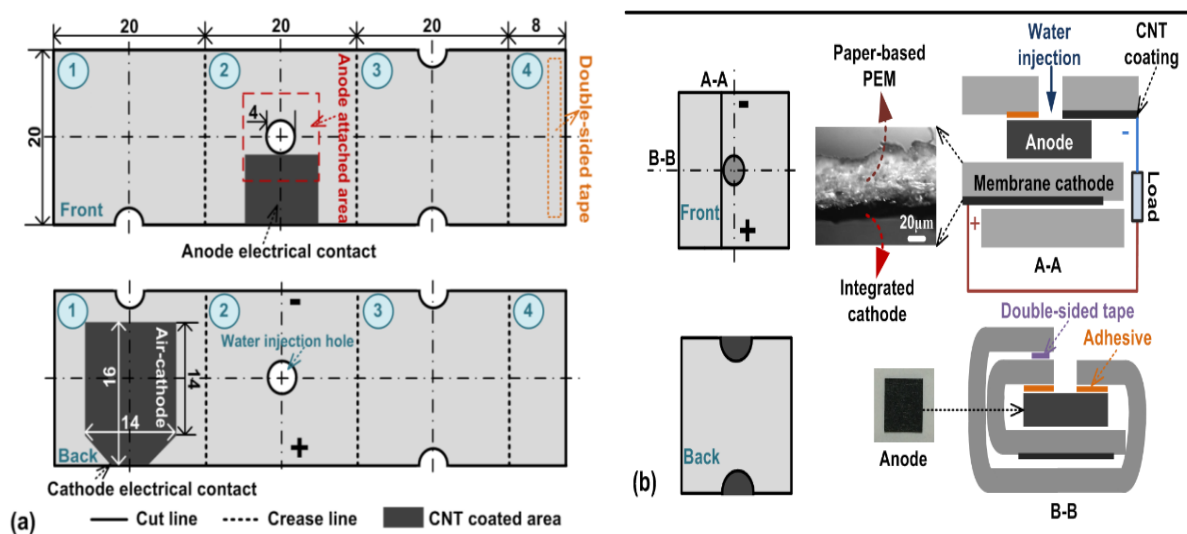 20
20
20
8
1
2
3
4
20
4
Anode attached area
Double-sided tape
Front
Anode electrical contact
1
2
3
4
-
Water injection hole
Air-cathode
16
14
14
+
Back
Cathode electrical contact
(a)
Cut line
Crease line
CNT coated area
A-A
-
B-B
Front
+
Back
(b)
Paper-based
PEM
20μm
Integrated
cathode
Water
injection
CNT
coating
-
Anode
Membrane cathode
Load
+
A-A
Double-sided tape
Adhesive
Anode
B-B